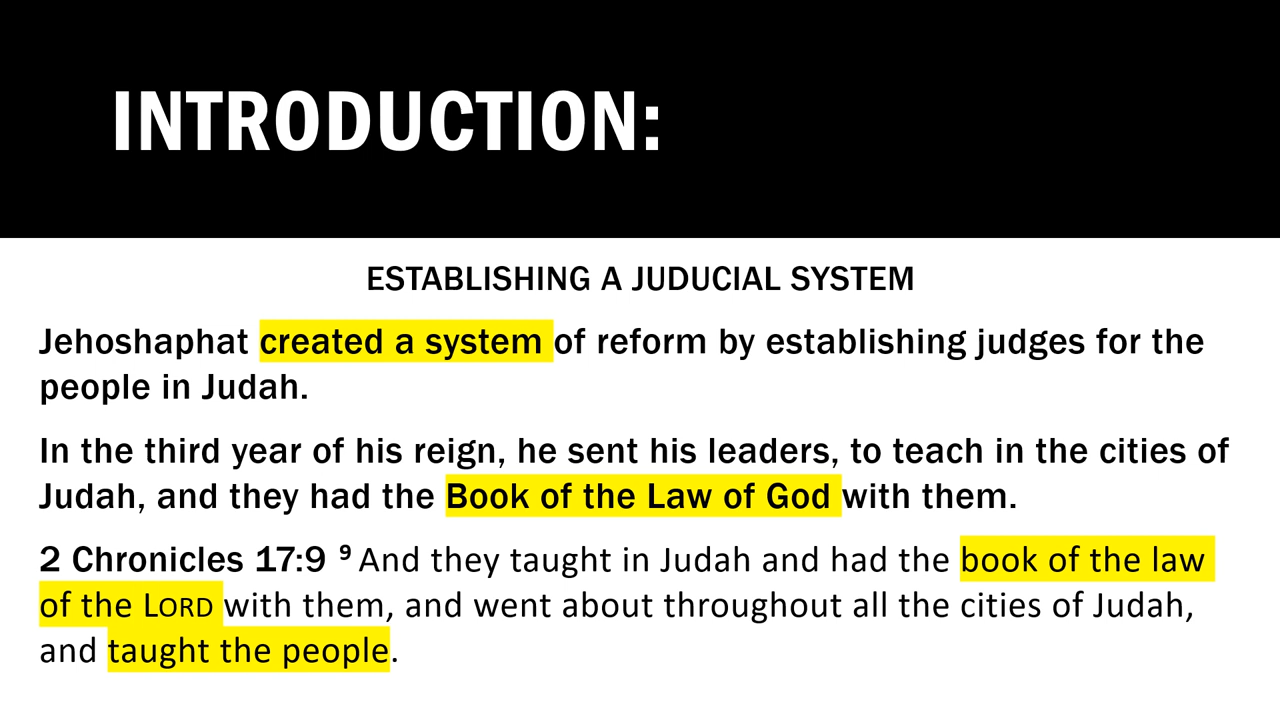 INTRODUCTION:
ESTABLISHING A JUDUCIAL SYSTEM
Jehoshaphat created a system of reform by establishing judges for the
people in Judah.
In the third year of his reign, he sent his leaders, to teach in the cities of
Judah, and they had the Book of the Law of God with them.
2 Chronicles 17:9 ⁹ And they taught in Judah and had the book of the law
of the LORD with them, and went about throughout all the cities of Judah,
and taught the people.